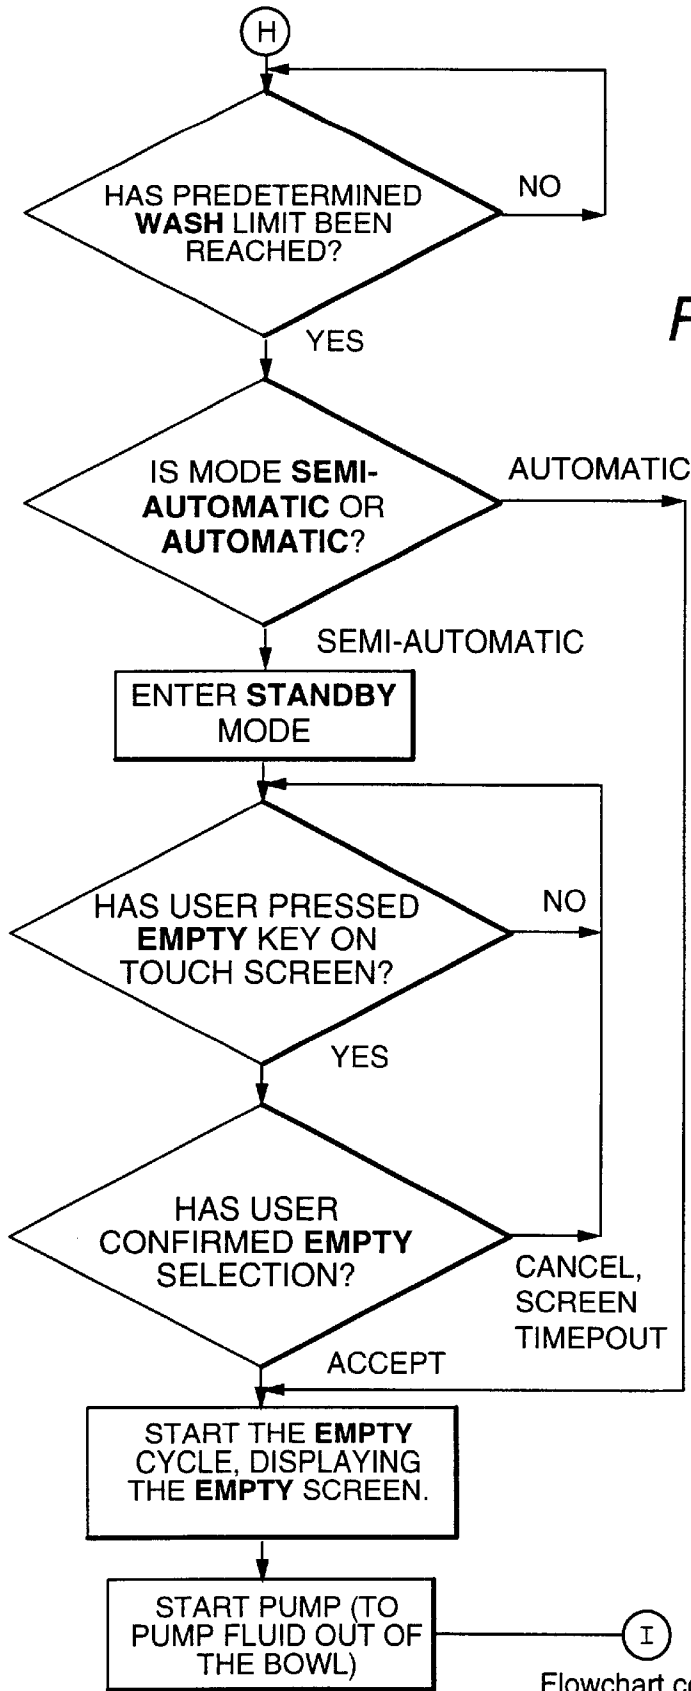 H
HAS PREDETERMINED
WASH LIMIT BEEN
REACHED?
NO
YES
IS MODE SEMI-
AUTOMATIC OR
AUTOMATIC?
AUTOMATIC
SEMI-AUTOMATIC
ENTER STANDBY
MODE
HAS USER PRESSED
EMPTY KEY ON
TOUCH SCREEN?
NO
YES
HAS USER
CONFIRMED EMPTY
SELECTION?
CANCEL,
SCREEN
TIMEPOUT
ACCEPT
START THE EMPTY
CYCLE, DISPLAYING
THE EMPTY SCREEN.
START PUMP (TO
PUMP FLUID OUT OF
THE BOWL)
I
Flowchart